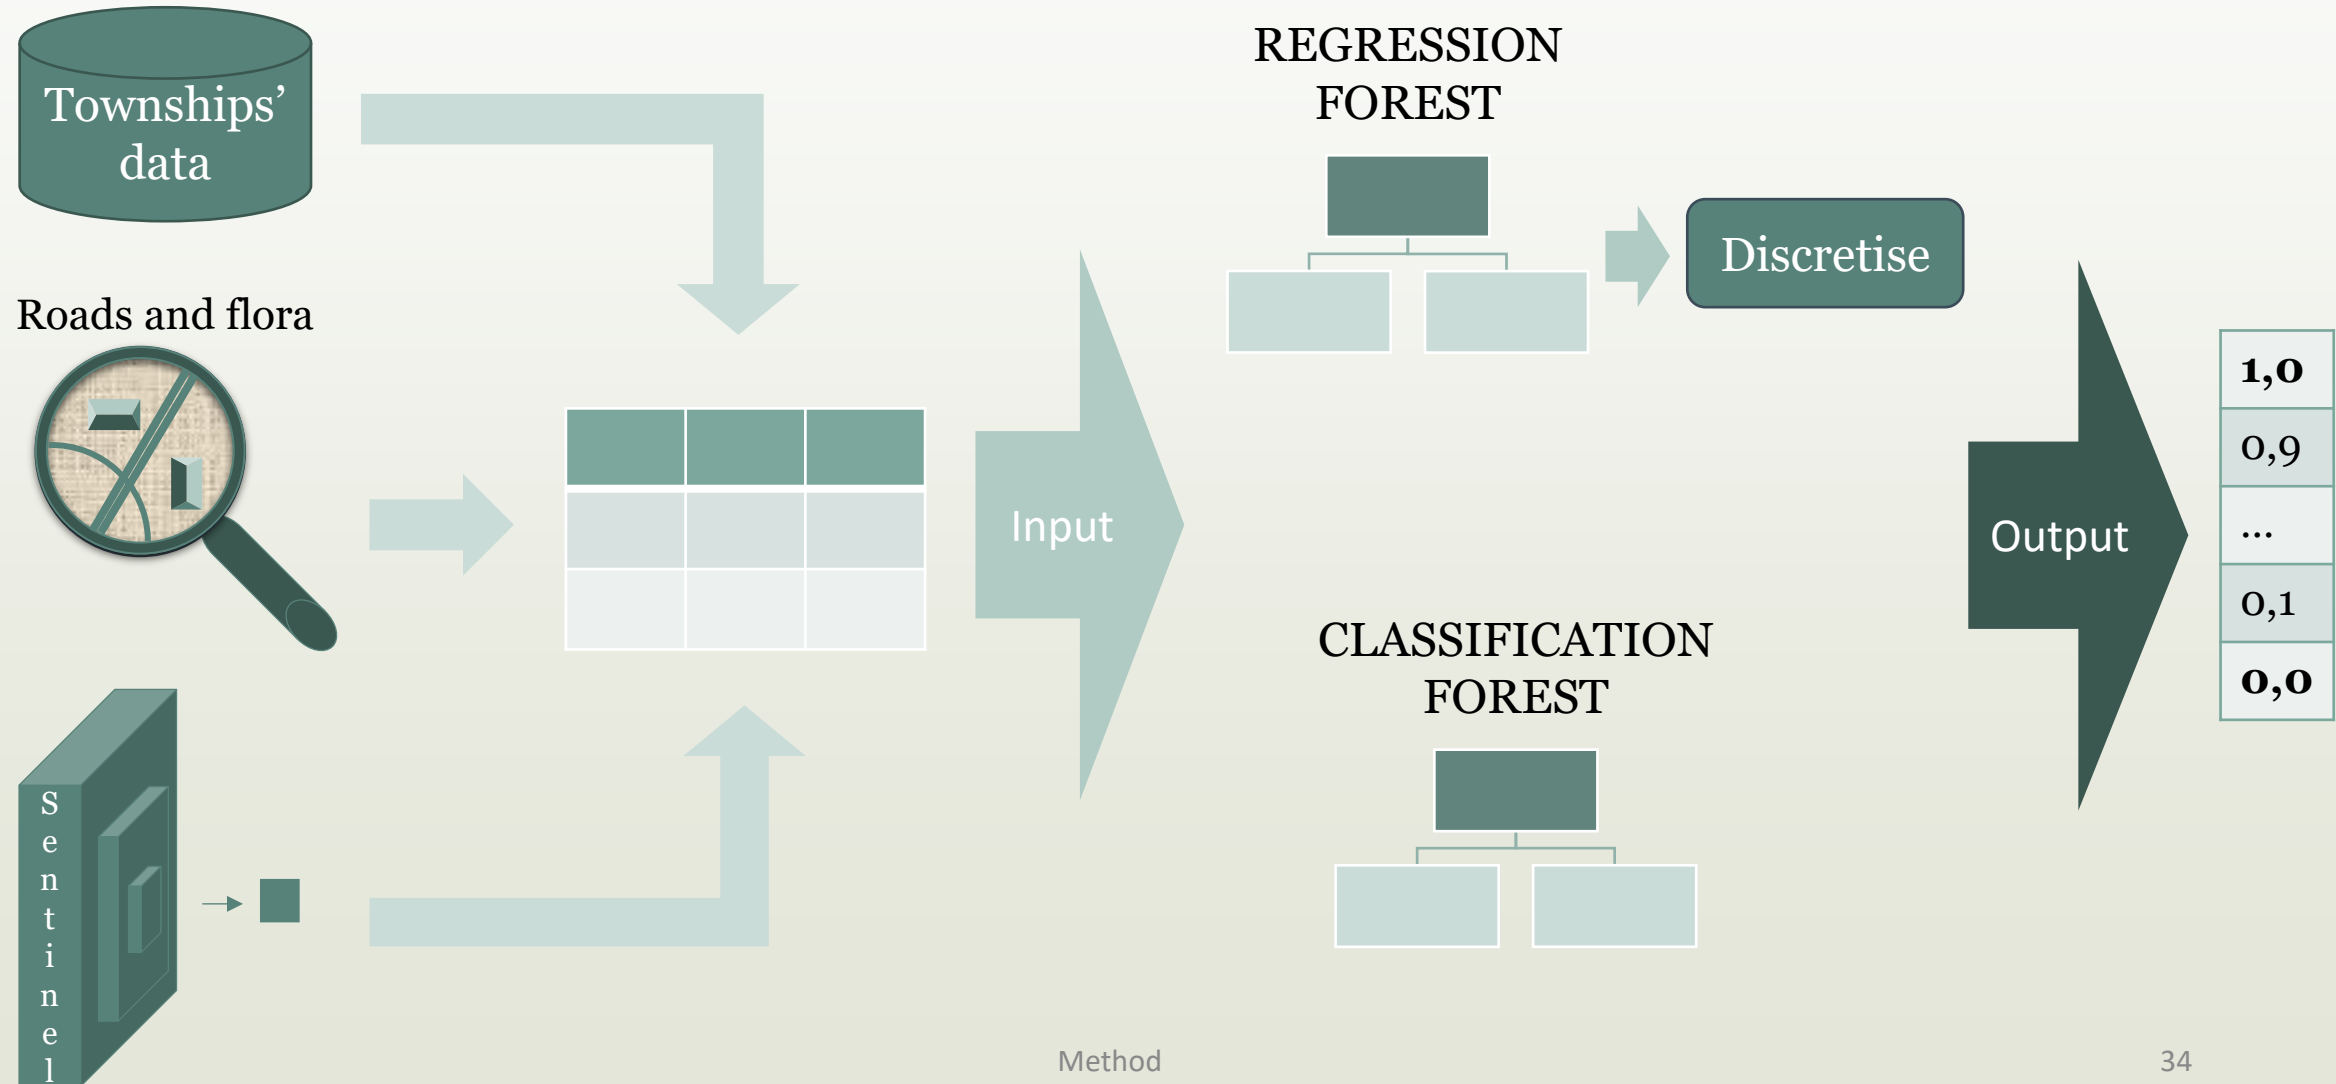 Townships’
data
Roads and flora
Sentinel
Input
REGRESSION
FOREST
Discretise
CLASSIFICATION
FOREST
Output
1,0
0,9
...
0,1
0,0
Method
34